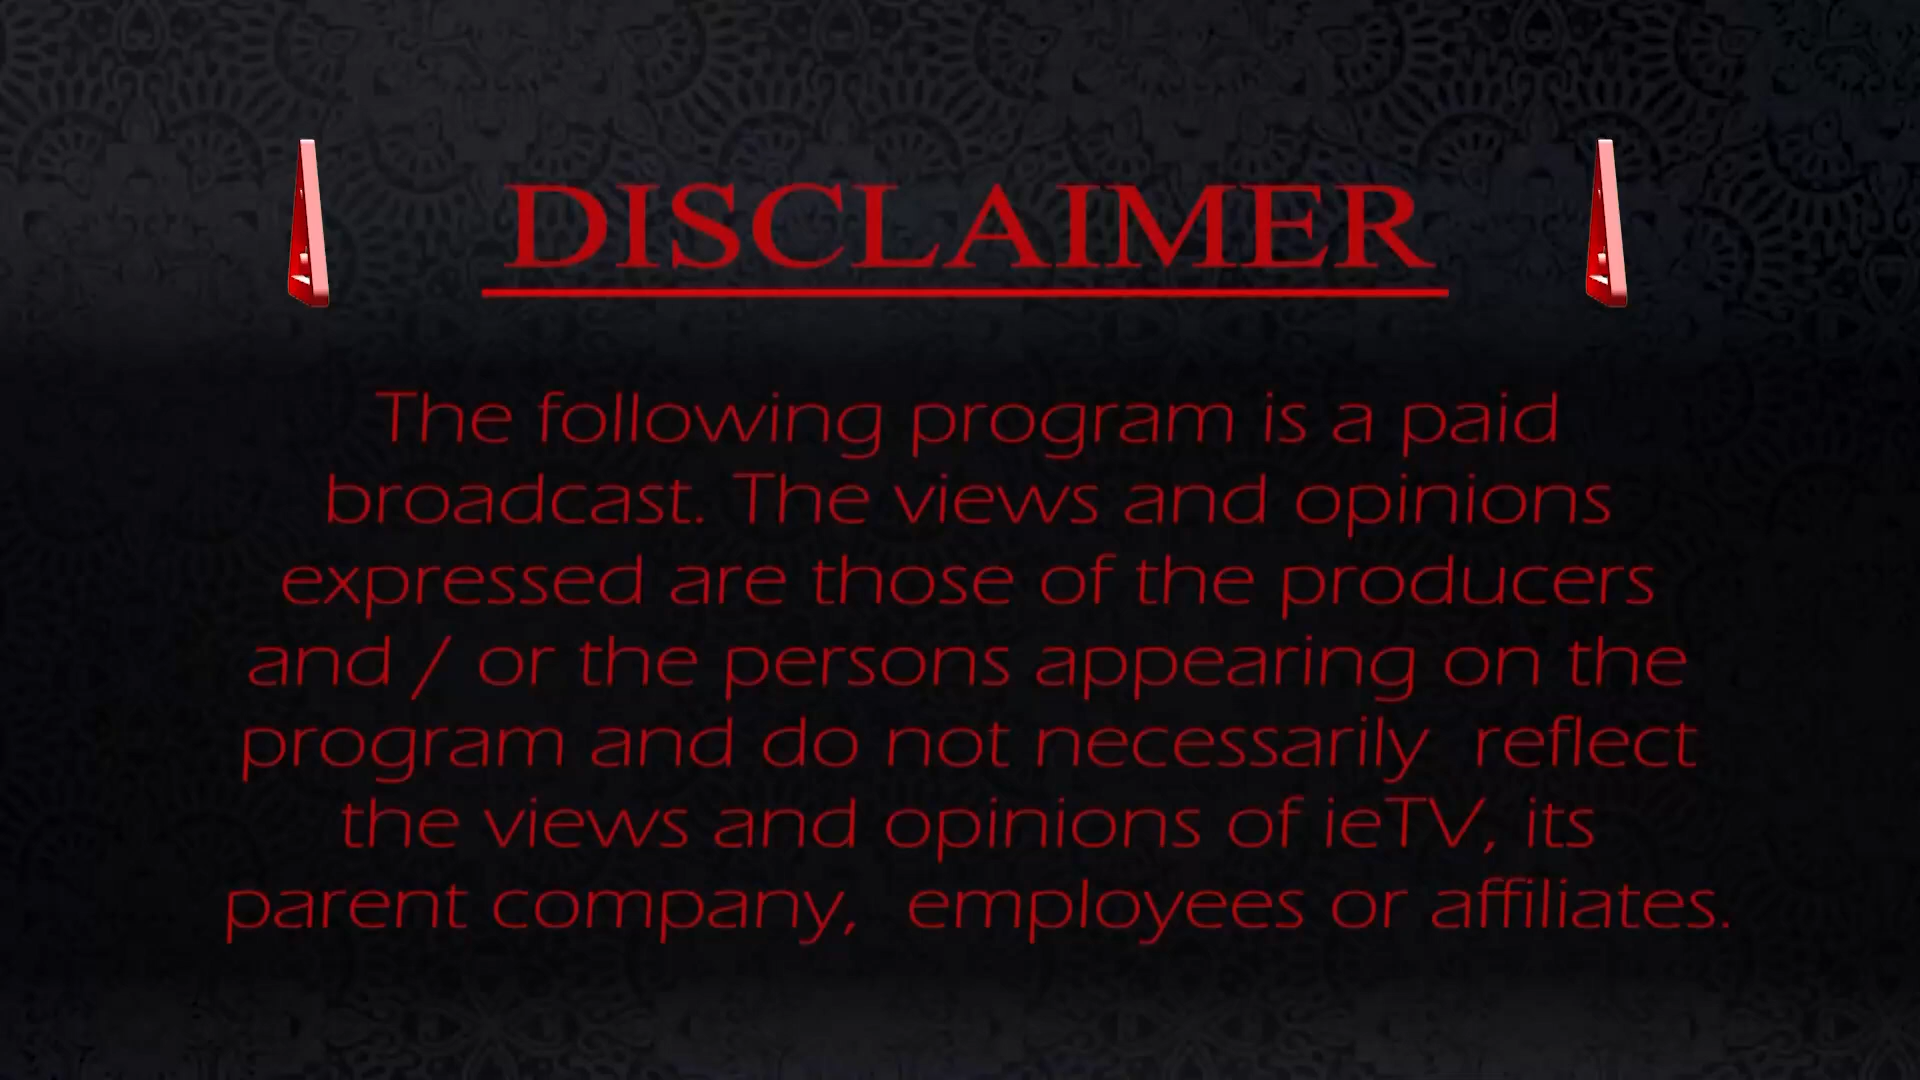 DISCLAIMER
The following program is a paid
broadcast. The views and opinions
expressed are those of the producers
and / or the persons appearing on the
program and do not necessarily  reflect
the views and opinions of ieTV, its
parent company,  employees or affiliates.